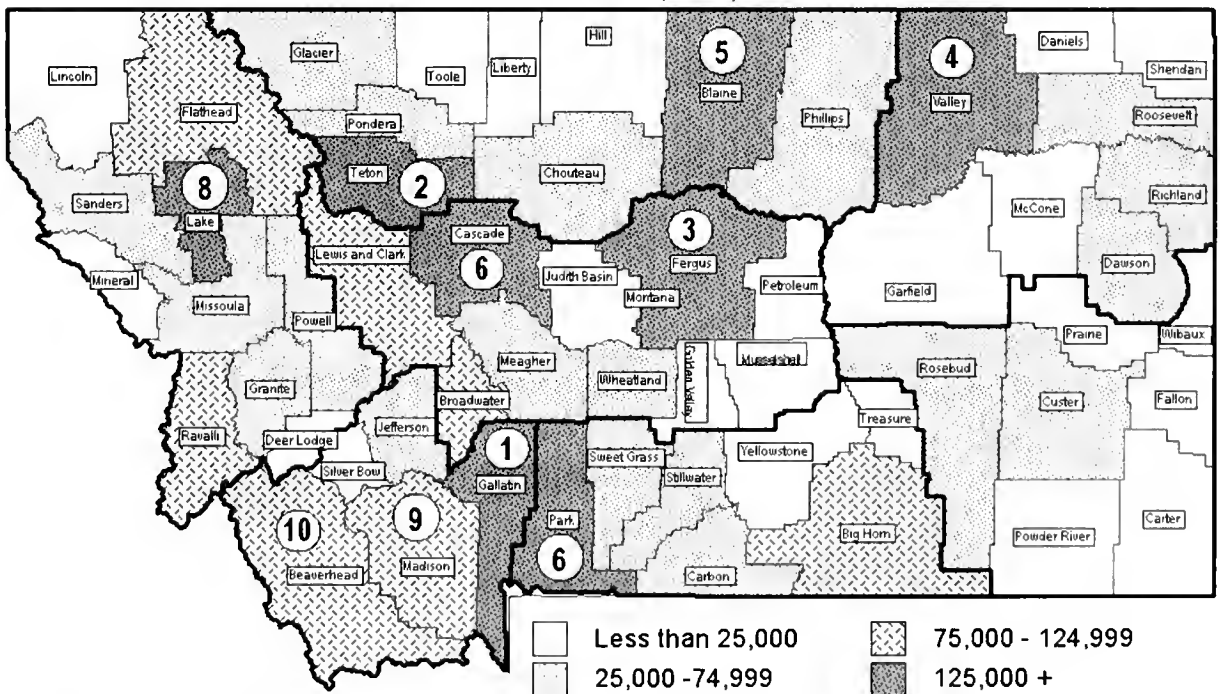 Lincoln
Flathead
Glacier
Toole
Liberty
Hill
5
Blaine
Phillips
4
Valley
Daniels
Shendan
Roosevelt
Pondera
Teton
2
Chouteau
8
Lake
Sanders
Mineral
Missoula
Powell
Lewis and Clark
Cascade
6
Judith Basin
Montana
3
Fergus
Petroleum
Garfield
McCone
Richland
Dawson
Prairie
Wibaux
Granite
Ravalli
Deer Lodge
Silver Bow
Jefferson
Broadwater
Meagher
Wheatland
Golden Valley
Musselshell
Rosebud
Treasure
Custer
Fallon
1
Gallatin
Park
6
Sweet Grass
Stillwater
Yellowstone
Big Horn
Carbon
Powder River
Carter
10
Beaverhead
9
Madison
Less than 25,000
75,000 - 124,999
25,000 -74,999
125,000 +